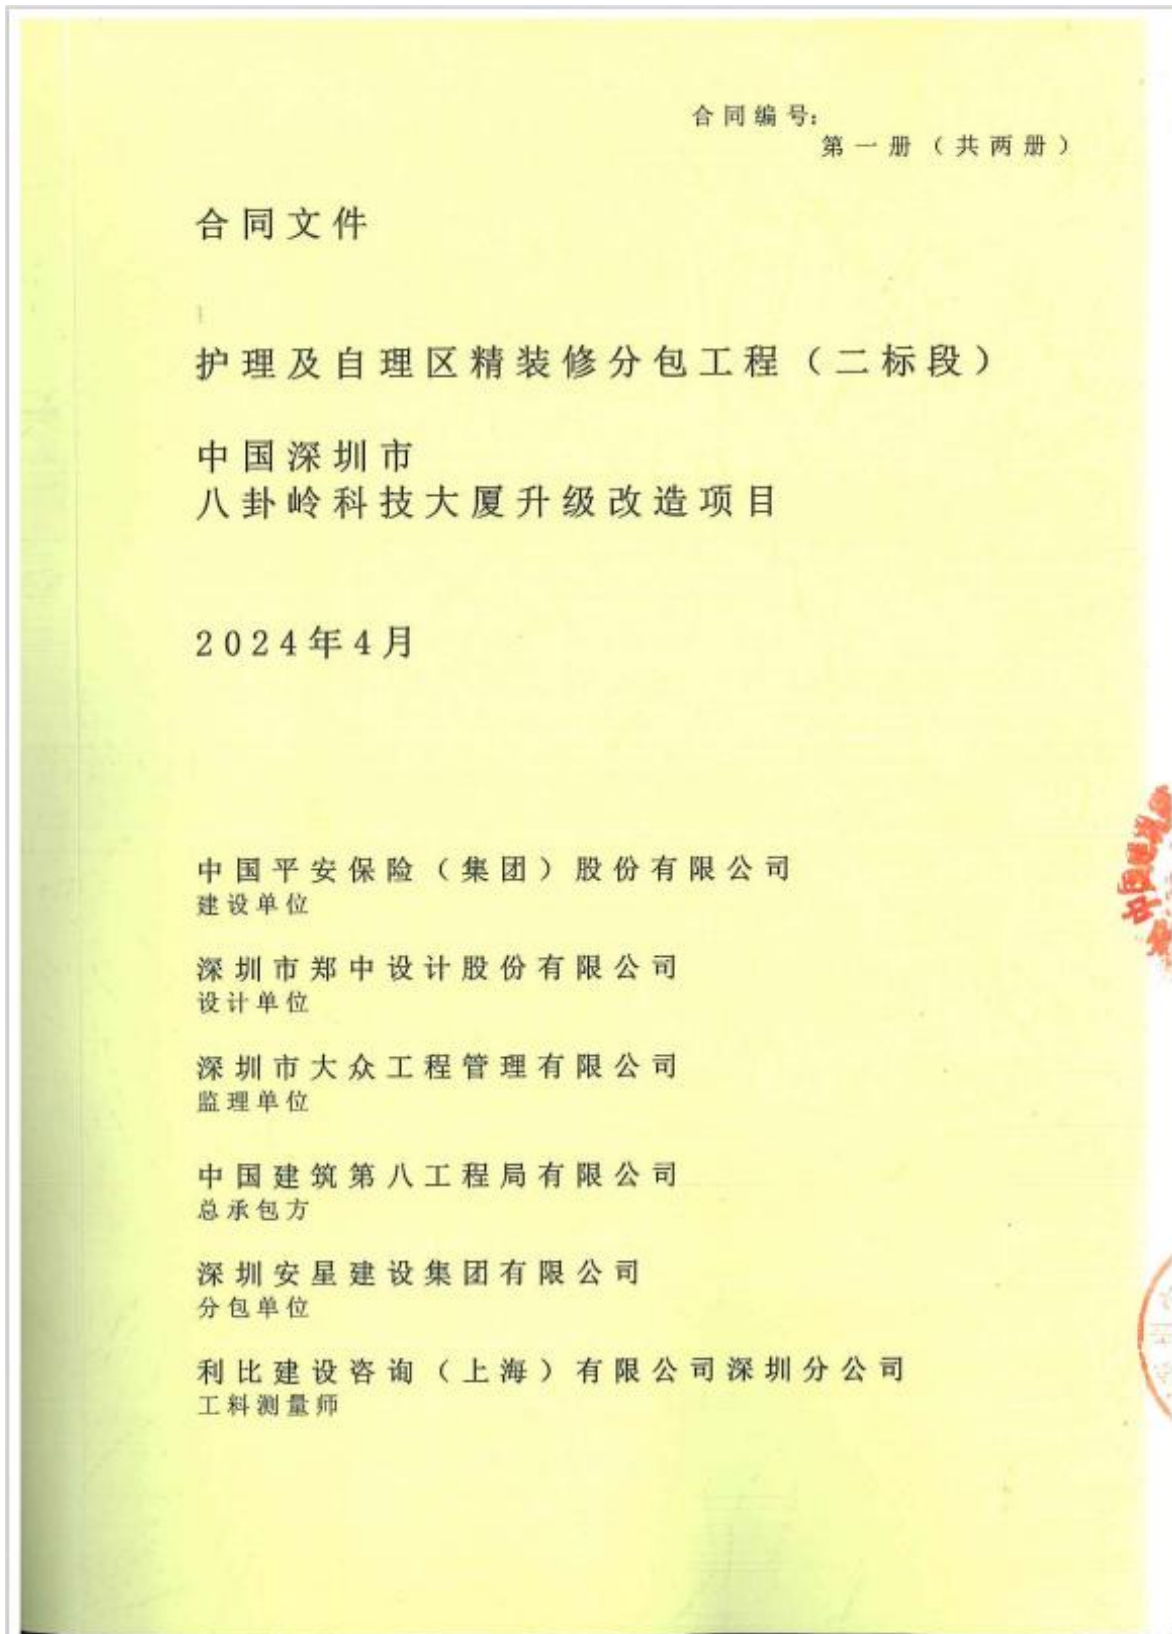 合同编号:
第一册（共两册）
合同文件
护理及自理区精装修分包工程（二标段）
中国深圳市
八卦岭科技大厦升级改造项目
2024年4月
中国平安保险（集团）股份有限公司
建设单位
深圳市郑中设计股份有限公司
设计单位
深圳市大众工程管理有限公司
监理单位
中国建筑第八工程局有限公司
总承包方
深圳安星建设集团有限公司
分包单位
利比建设咨询（上海）有限公司深圳分公司
工料测量师